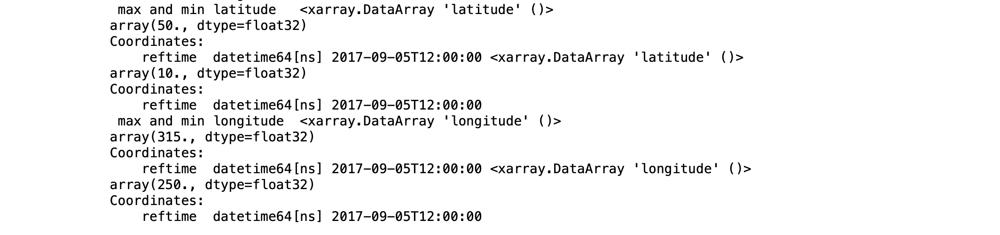 max and min latitude   <xarray.DataArray 'latitude' ()>
array(50., dtype=float32)
Coordinates:
    reftime  datetime64[ns] 2017-09-05T12:00:00 <xarray.DataArray 'latitude' ()>
array(10., dtype=float32)
Coordinates:
    reftime  datetime64[ns] 2017-09-05T12:00:00
 max and min longitude  <xarray.DataArray 'longitude' ()>
array(315., dtype=float32)
Coordinates:
    reftime  datetime64[ns] 2017-09-05T12:00:00 <xarray.DataArray 'longitude' ()>
array(250., dtype=float32)
Coordinates:
    reftime  datetime64[ns] 2017-09-05T12:00:00